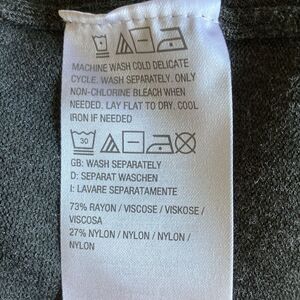 MACHINE WASH COLD DELICATE
CYCLE. WASH SEPARATELY. ONLY
NON-CHLORINE BLEACH WHEN
NEEDED. LAY FLAT TO DRY. COOL
IRON IF NEEDED
30
GB: WASH SEPARATELY
D: SEPARAT WASCHEN
I: LAVARE SEPARATAMENTE
73% RAYON / VISCOSE / VISKOSE /
VISCOSA
27% NYLON / NYLON / NYLON /
NYLON